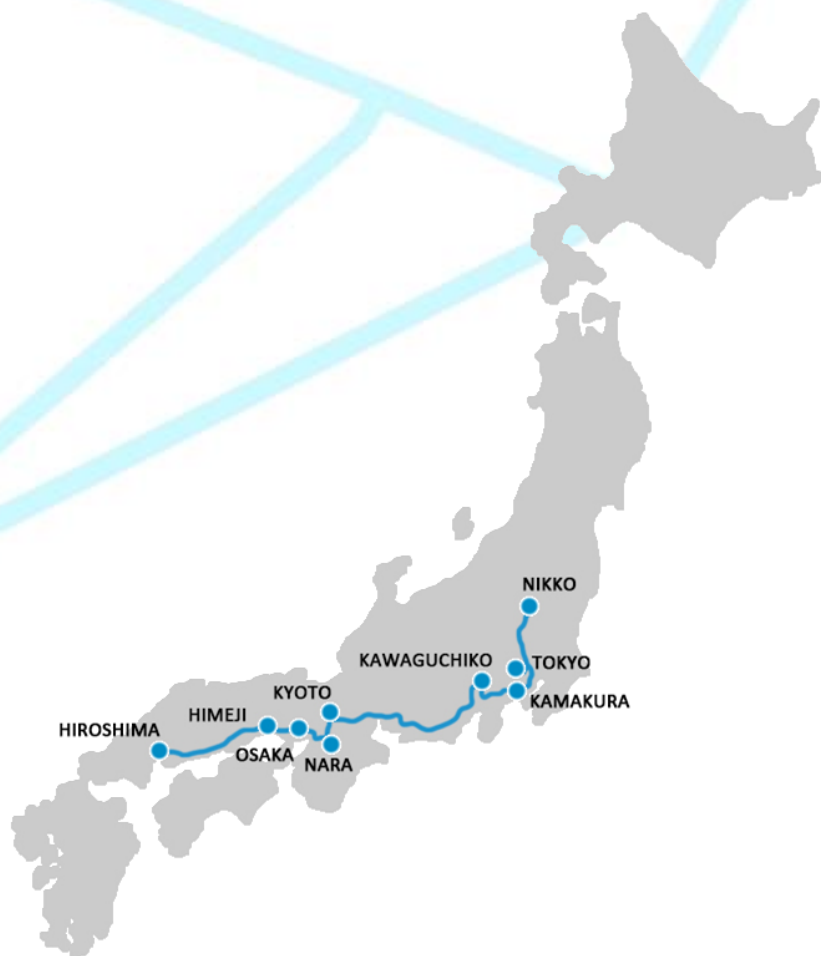 NIKKO
KAWAGUCHIKO
TOKYO
KYOTO
KAMAKURA
HIMEJI
HIROSHIMA
OSAKA
NARA